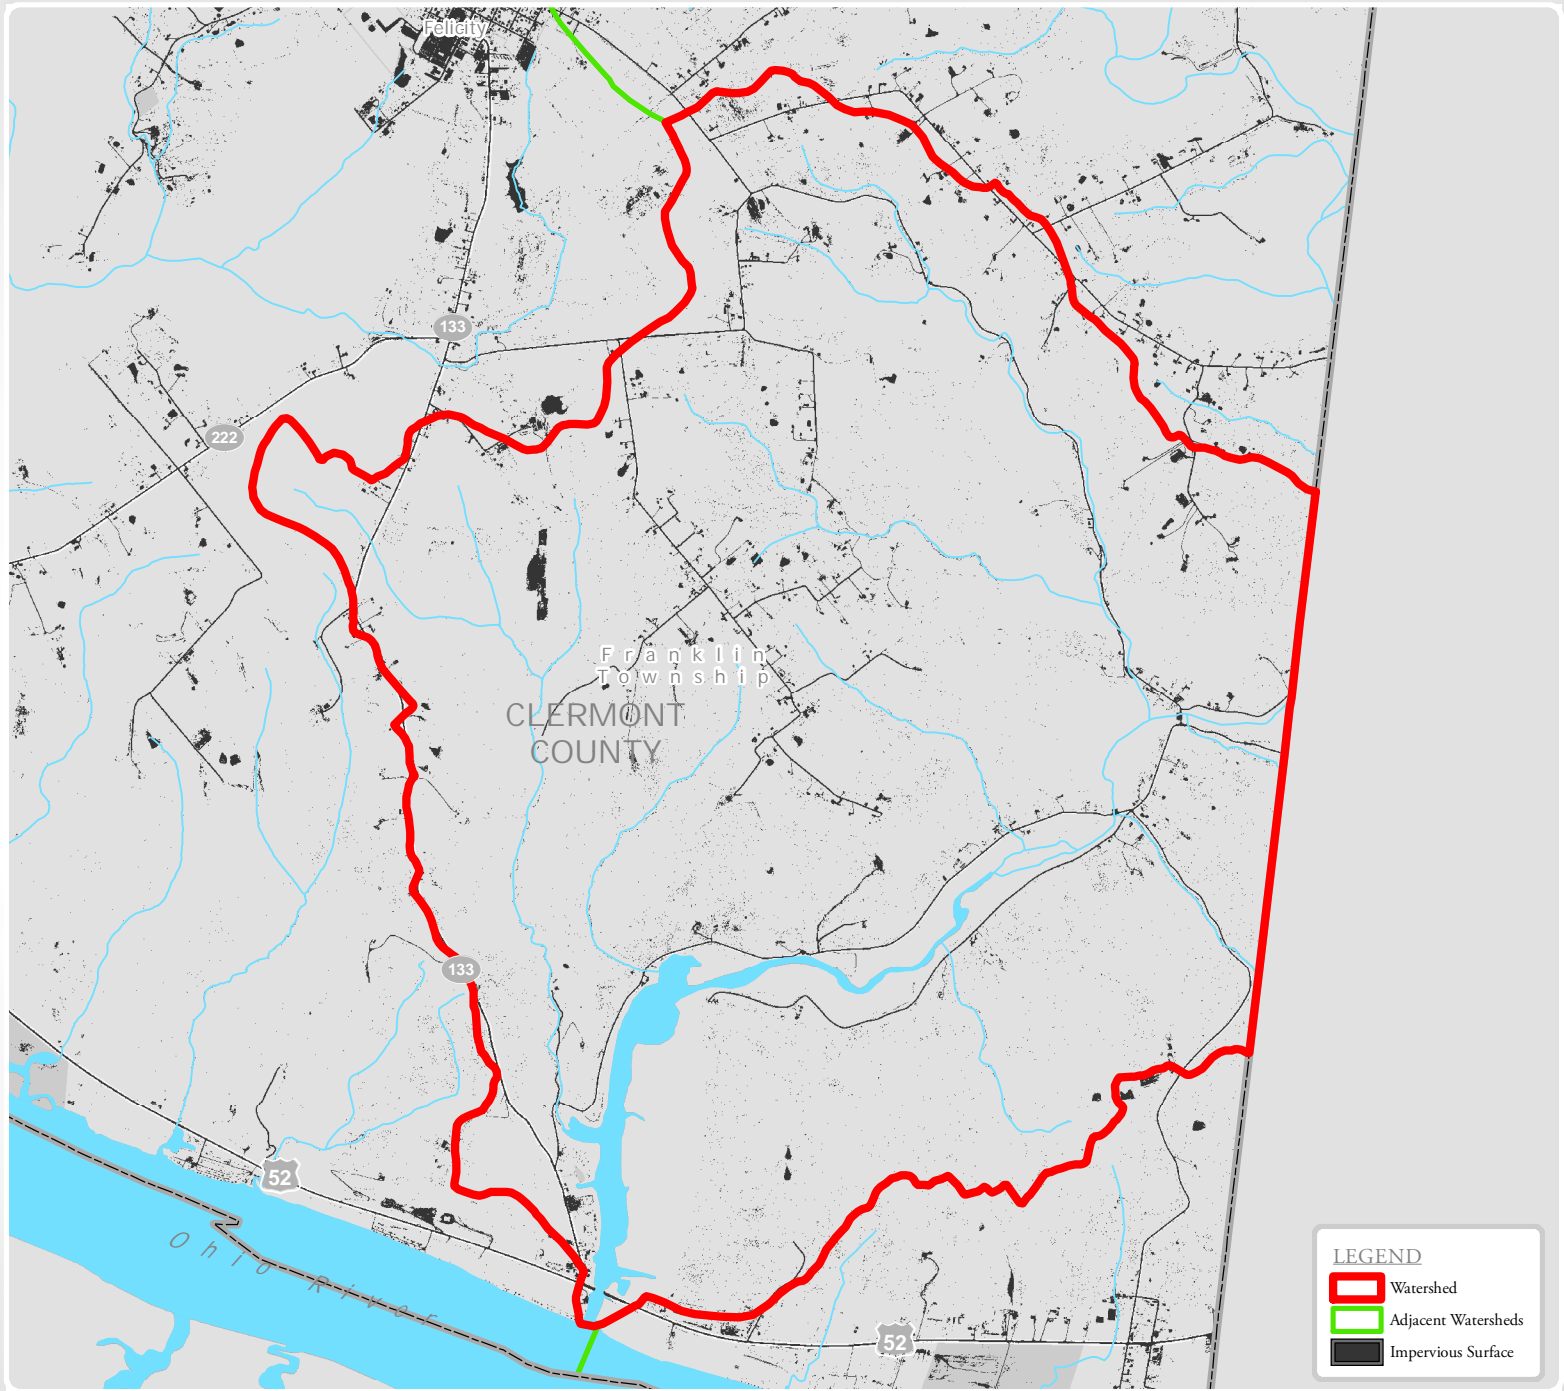 Felicity
133
222
Franklin
Township
CLERMONT
COUNTY
133
52
Ohio River
52
LEGEND
Watershed
Adjacent Watersheds
Impervious Surface